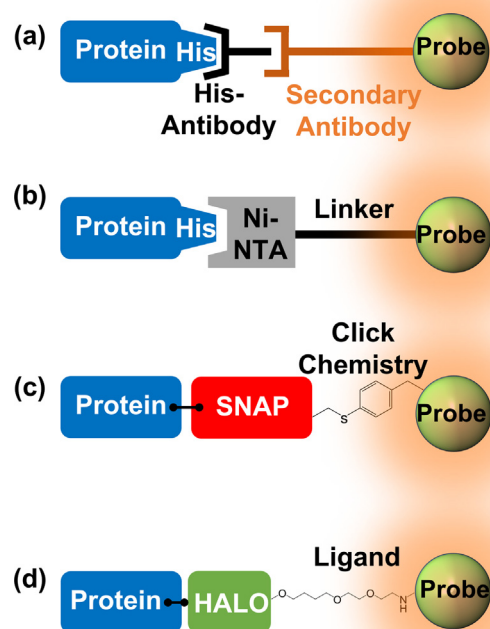 (a)
Protein His Probe
His-
Antibody
Secondary
Antibody
(b)
Protein His Ni-
NTA
Linker
Probe
Click
Chemistry
(c)
Protein SNAP S Probe
Ligand
(d)
Protein HALO O O O N
H
Probe